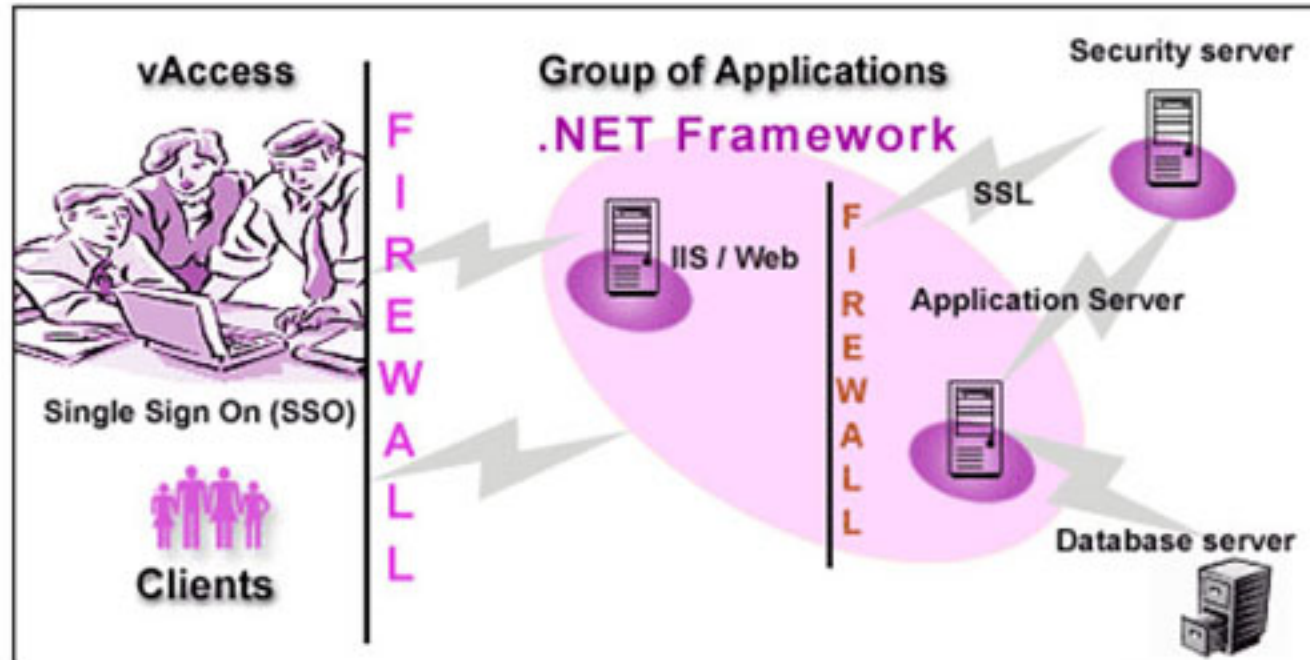 vAccess
Single Sign On (SSO)
Clients
FIREWALL
Group of Applications
.NET Framework
IIS / Web
FIREWALL
Security server
SSL
Application Server
Database server